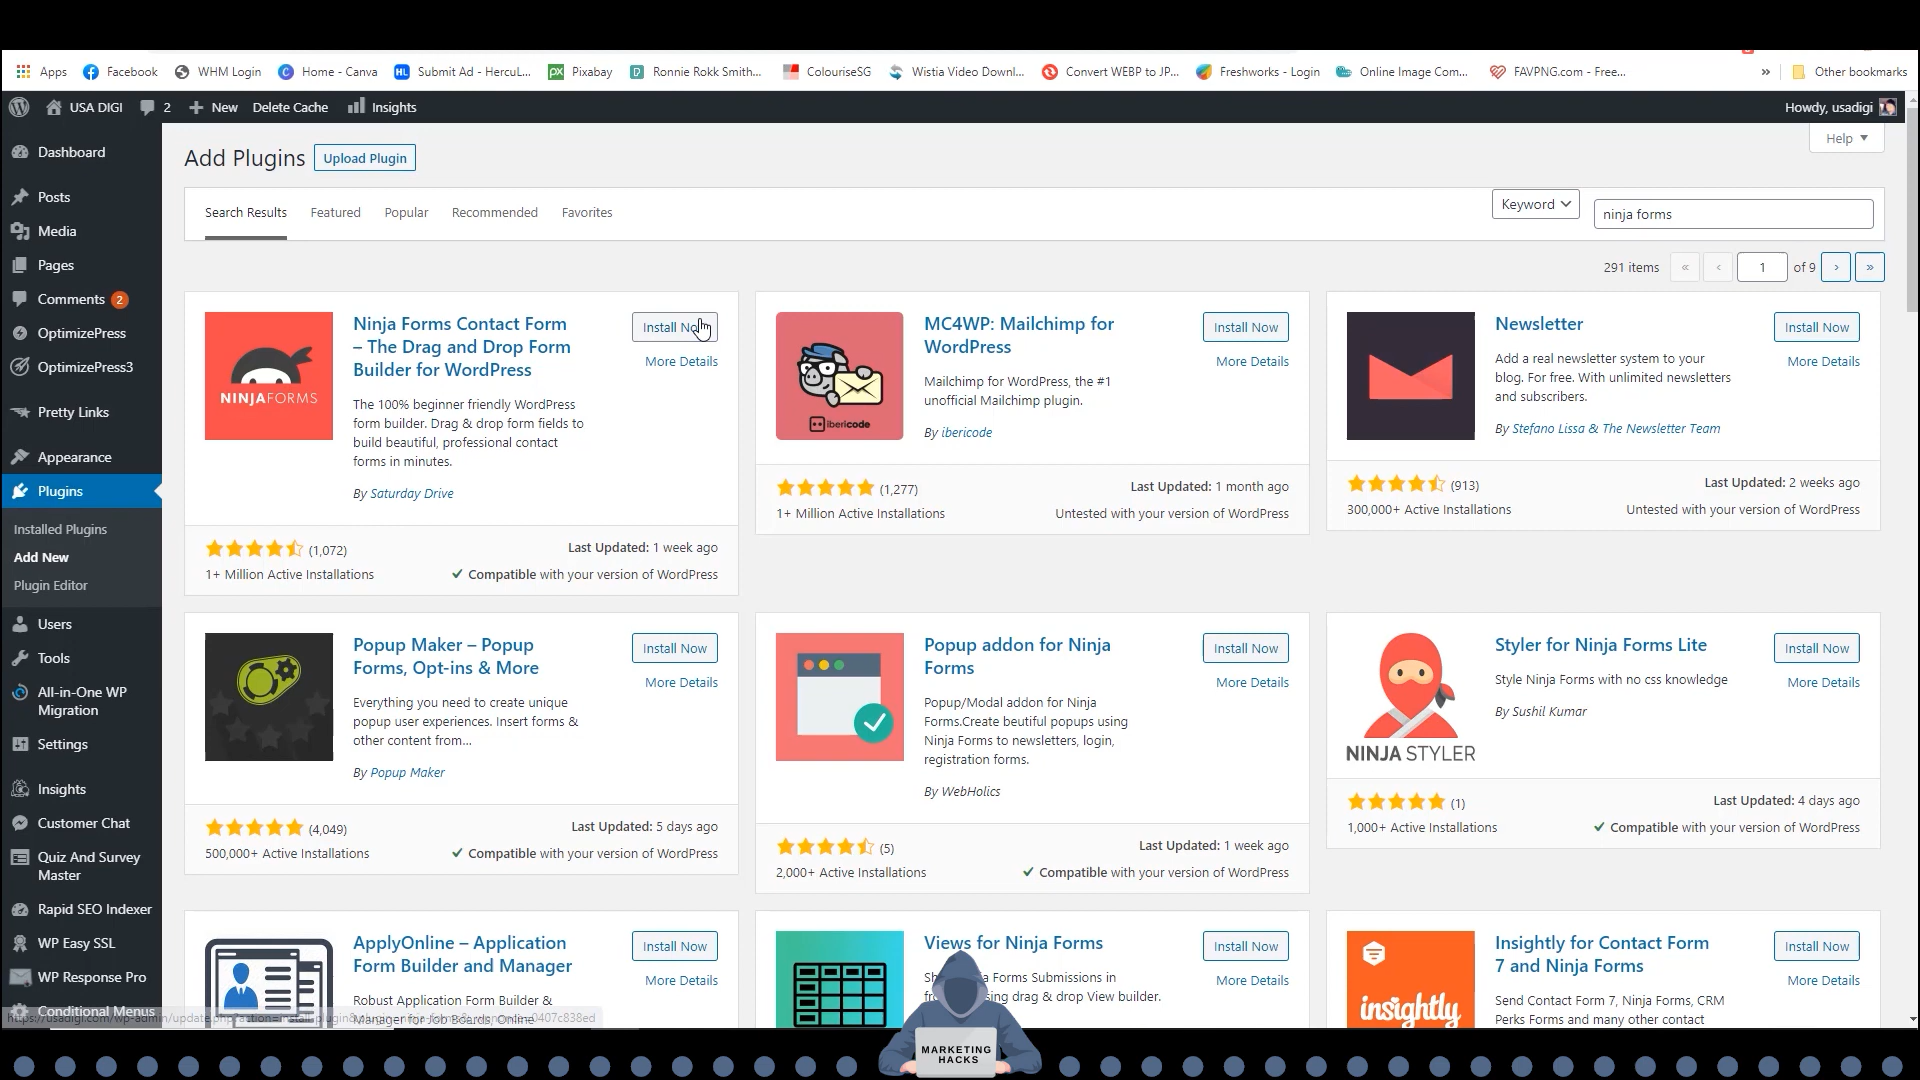 Apps Facebook WHM Login Home - Canva Submit Ad - HercuL... Pixabay Ronnie Rokk Smith... ColouriseSG Wistia Video Downl... Convert WEBP to JP... Freshworks - Login Online Image Com... FAVPNG.com - Free... » Other bookmarks
USA DIGI 2 New Delete Cache Insights Howdy, usadigi
Help
Dashboard
Posts
Media
Pages
Comments 2
OptimizePress
OptimizePress3
Pretty Links
Appearance
Plugins
Installed Plugins
Add New
Plugin Editor
Users
Tools
All-in-One WP
Migration
Settings
Insights
Customer Chat
Quiz And Survey
Master
Rapid SEO Indexer
WP Easy SSL
WP Response Pro
Conditional Menus
Add Plugins Upload Plugin
Search Results Featured Popular Recommended Favorites Keyword ninja forms
291 items « ‹ 1 of 9 › »
NINJAFORMS
Ninja Forms Contact Form
– The Drag and Drop Form
Builder for WordPress
Install Now
More Details
The 100% beginner friendly WordPress
form builder. Drag & drop form fields to
build beautiful, professional contact
forms in minutes.
By Saturday Drive
(1,072) Last Updated: 1 week ago
1+ Million Active Installations Compatible with your version of WordPress
ibericode
MC4WP: Mailchimp for
WordPress
Install Now
More Details
Mailchimp for WordPress, the #1
unofficial Mailchimp plugin.
By ibericode
(1,277) Last Updated: 1 month ago
1+ Million Active Installations Untested with your version of WordPress
Newsletter
Install Now
More Details
Add a real newsletter system to your
blog. For free. With unlimited newsletters
and subscribers.
By Stefano Lissa & The Newsletter Team
(913) Last Updated: 2 weeks ago
300,000+ Active Installations Untested with your version of WordPress
Popup Maker – Popup
Forms, Opt-ins & More
Install Now
More Details
Everything you need to create unique
popup user experiences. Insert forms &
other content from...
By Popup Maker
(4,049) Last Updated: 5 days ago
500,000+ Active Installations Compatible with your version of WordPress
Popup addon for Ninja
Forms
Install Now
More Details
Popup/Modal addon for Ninja
Forms.Create beutiful popups using
Ninja Forms to newsletters, login,
registration forms.
By WebHolics
(5) Last Updated: 1 week ago
2,000+ Active Installations Compatible with your version of WordPress
NINJA STYLER
Styler for Ninja Forms Lite
Install Now
More Details
Style Ninja Forms with no css knowledge
By Sushil Kumar
(1) Last Updated: 4 days ago
1,000+ Active Installations Compatible with your version of WordPress
ApplyOnline – Application
Form Builder and Manager
Install Now
More Details
Robust Application Form Builder &
Manager for Job Boards, Online
Views for Ninja Forms
Install Now
More Details
Forms Submissions in
using drag & drop View builder.
insightly
Insightly for Contact Form
7 and Ninja Forms
Install Now
More Details
Send Contact Form 7, Ninja Forms, CRM
Perks Forms and many other contact
MARKETING
HACKS